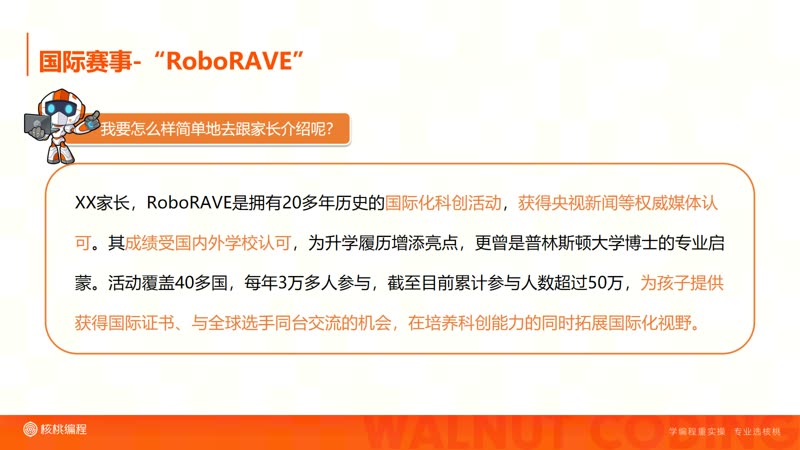 国际赛事-“RoboRAVE”
我要怎么样简单地去跟家长介绍呢？
XX家长，RoboRAVE是拥有20多年历史的国际化科创活动，获得央视新闻等权威媒体认
可。其成绩受国内外学校认可，为升学履历增添亮点，更曾是普林斯顿大学博士的专业启
蒙。活动覆盖40多国，每年3万多人参与，截至目前累计参与人数超过50万，为孩子提供
获得国际证书、与全球选手同台交流的机会，在培养科创能力的同时拓展国际化视野。
核桃编程
WALNUT CODING
学编程重实操 专业选核桃